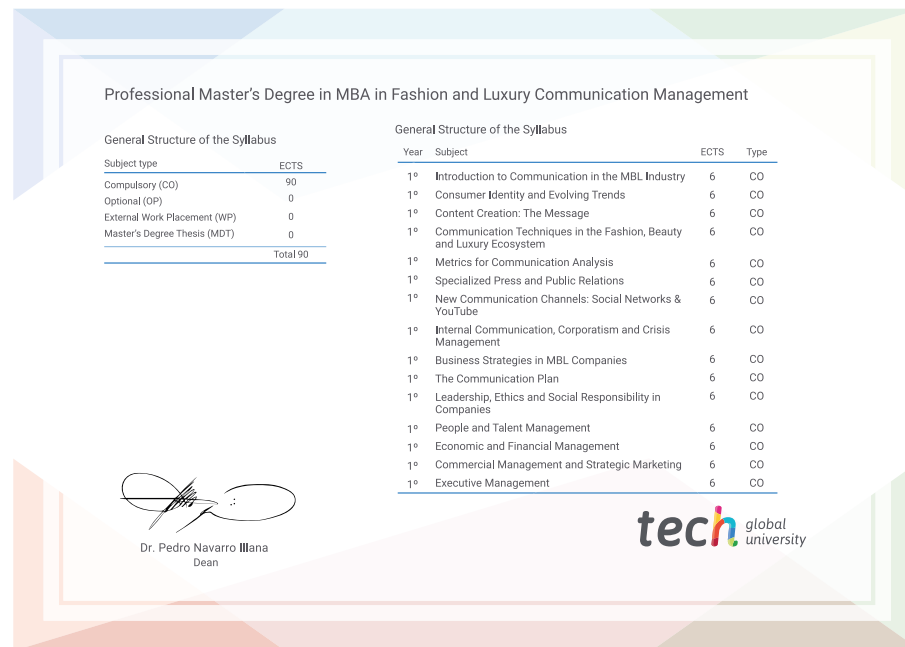 Professional Master's Degree in MBA in Fashion and Luxury Communication Management
General Structure of the Syllabus
Subject type ECTS
Compulsory (CO) 90
Optional (OP) 0
External Work Placement (WP) 0
Master's Degree Thesis (MDT) 0
Total 90
General Structure of the Syllabus
Year Subject ECTS Type
1º Introduction to Communication in the MBL Industry 6 CO
1º Consumer Identity and Evolving Trends 6 CO
1º Content Creation: The Message 6 CO
1º Communication Techniques in the Fashion, Beauty 6 CO
and Luxury Ecosystem
1º Metrics for Communication Analysis 6 CO
1º Specialized Press and Public Relations 6 CO
1º New Communication Channels: Social Networks & 6 CO
YouTube
1º Internal Communication, Corporatism and Crisis 6 CO
Management
1º Business Strategies in MBL Companies 6 CO
1º The Communication Plan 6 CO
1º Leadership, Ethics and Social Responsibility in 6 CO
Companies
1º People and Talent Management 6 CO
1º Economic and Financial Management 6 CO
1º Commercial Management and Strategic Marketing 6 CO
1º Executive Management 6 CO
Dr. Pedro Navarro Illana
Dean
tech global
university